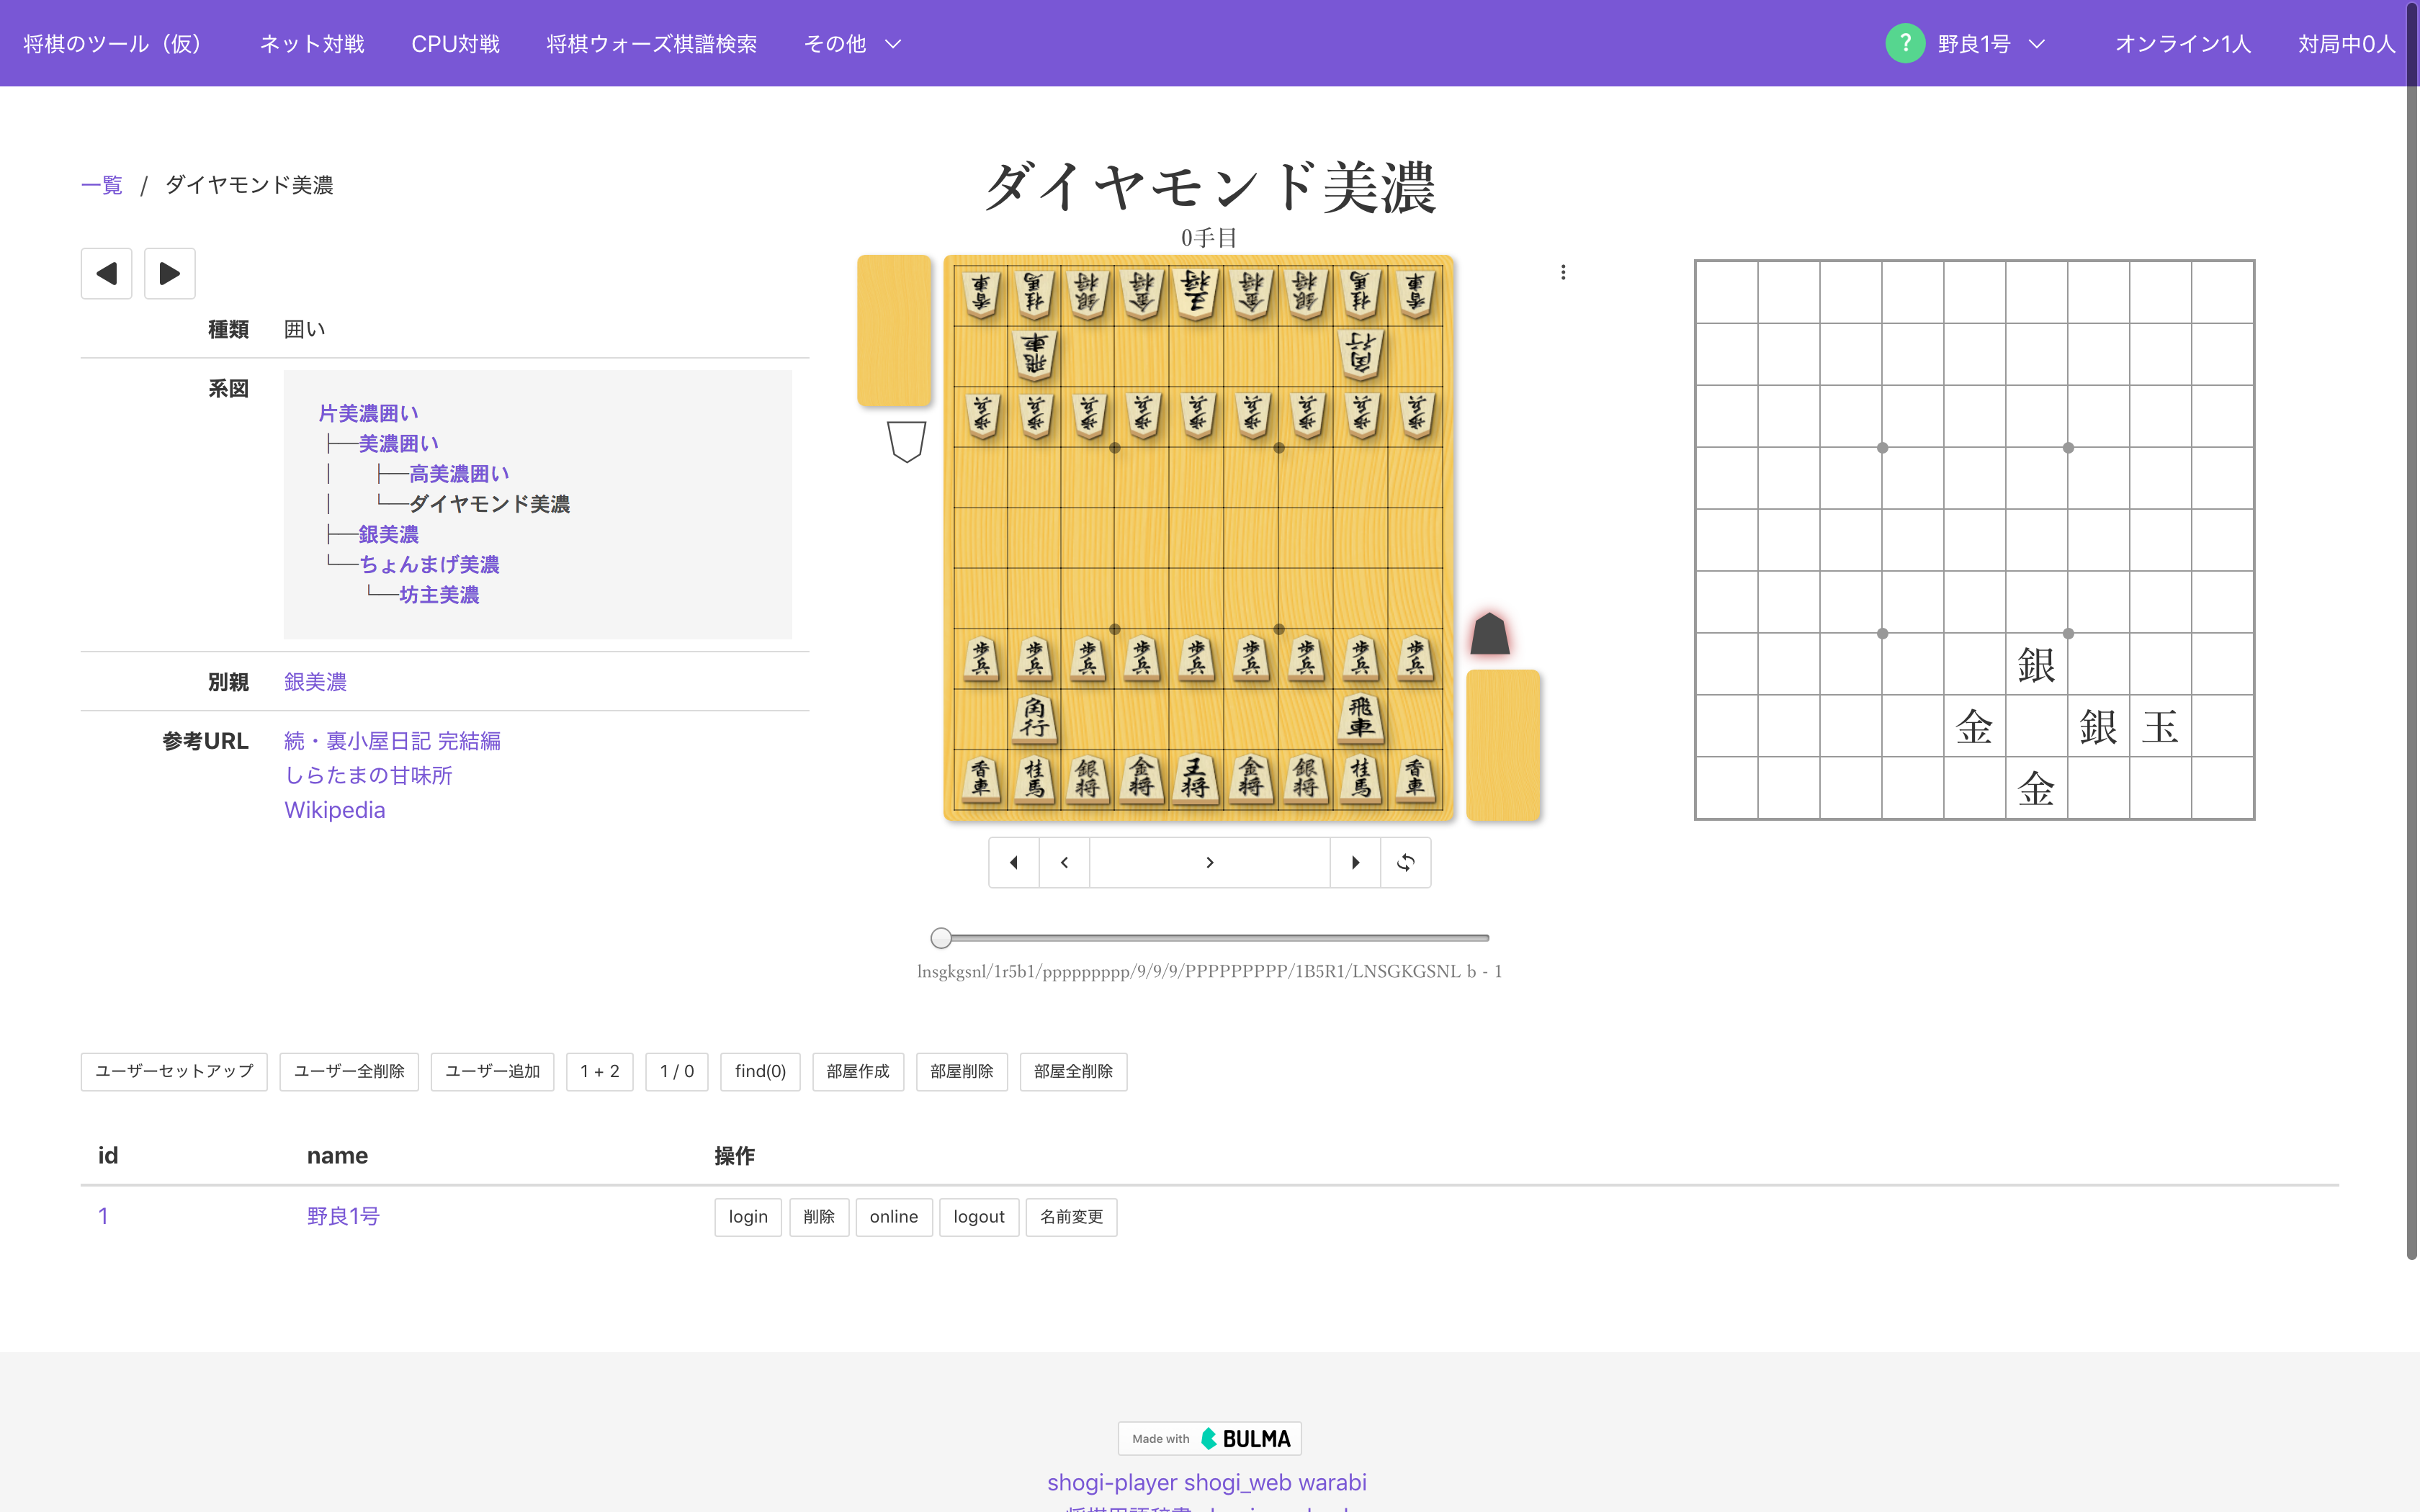 将棋のツール（仮） ネット対戦 CPU対戦 将棋ウォーズ棋譜検索 その他 ? 野良1号 オンライン1人 対局中0人
一覧 / ダイヤモンド美濃
ダイヤモンド美濃
0手目
種類 囲い
系図
片美濃囲い
├──美濃囲い
│ ├──高美濃囲い
│ └──ダイヤモンド美濃
├──銀美濃
└──ちょんまげ美濃
└──坊主美濃
別親 銀美濃
参考URL 続・裏小屋日記 完結編
しらたまの甘味所
Wikipedia
香車 桂馬 銀将 金将 王将 金将 銀将 桂馬 香車
飛車 角行
歩兵 歩兵 歩兵 歩兵 歩兵 歩兵 歩兵 歩兵 歩兵
歩兵 歩兵 歩兵 歩兵 歩兵 歩兵 歩兵 歩兵 歩兵
角行 飛車
香車 桂馬 銀将 金将 王将 金将 銀将 桂馬 香車
銀
金 銀 玉
金
lnsgkgsnl/1r5b1/ppppppppp/9/9/9/PPPPPPPPP/1B5R1/LNSGKGSNL b - 1
ユーザーセットアップ ユーザー全削除 ユーザー追加 1 + 2 1 / 0 find(0) 部屋作成 部屋削除 部屋全削除
id name 操作
1 野良1号 login 削除 online logout 名前変更
Made with BULMA
shogi-player shogi_web warabi